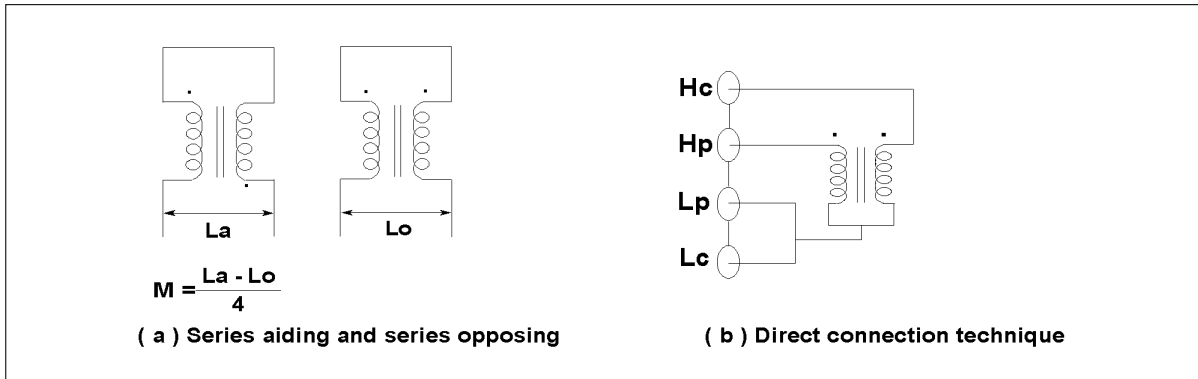 La
Lo
M = La - Lo
4
( a ) Series aiding and series opposing
Hc
Hp
Lp
Lc
( b ) Direct connection technique